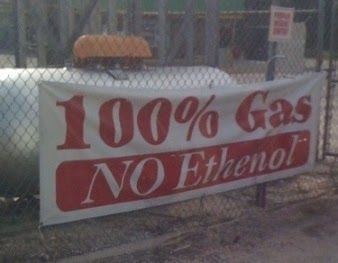 100% Gas
NO Ethenol